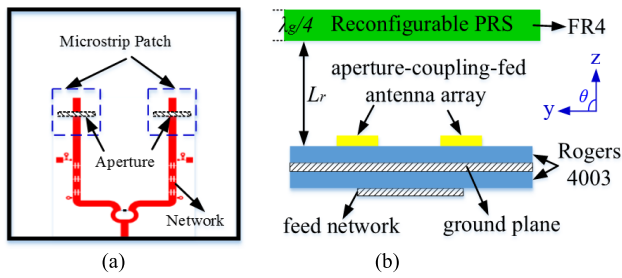 Microstrip Patch
Aperture
Network
(a)
λg/4
Reconfigurable PRS
FR4
Lr
aperture-coupling-fed
antenna array
z
y
θ
Rogers
4003
feed network
ground plane
(b)